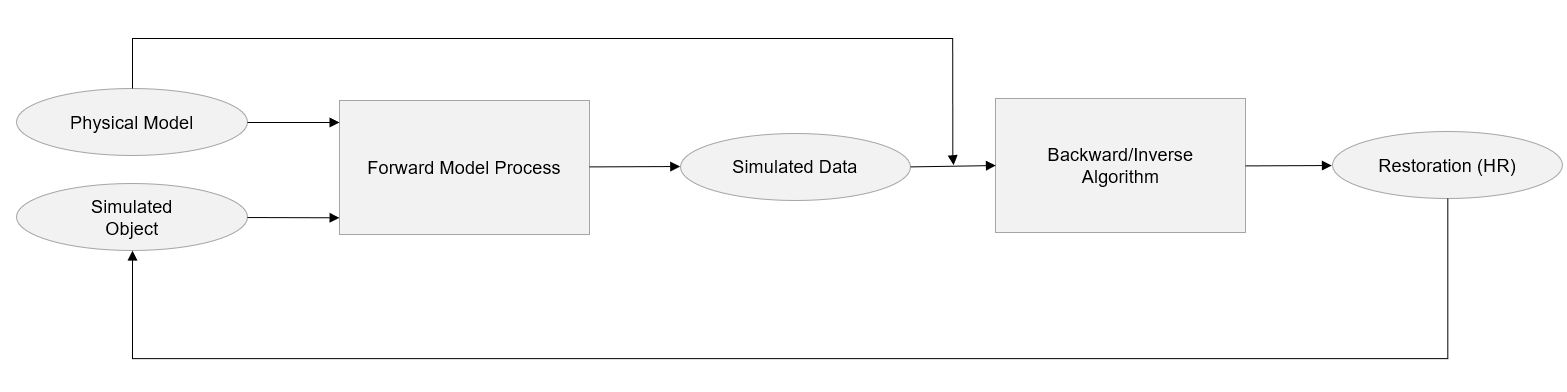 Physical Model
Simulated
Object
Forward Model Process
Simulated Data
Backward/Inverse
Algorithm
Restoration (HR)